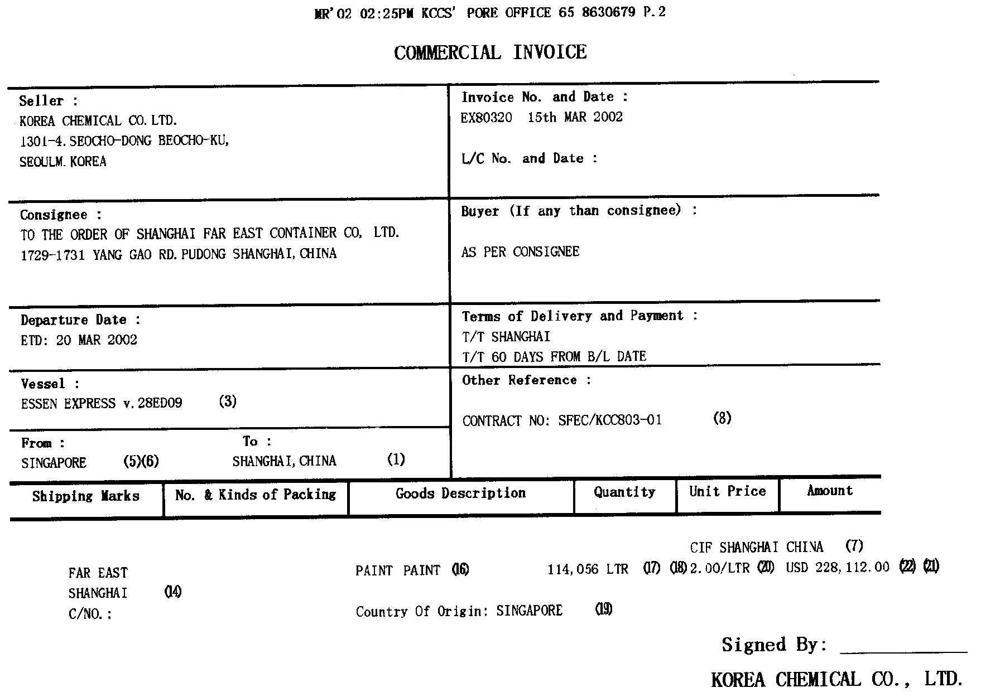 MR'02 02:25PM KCCS' PORE OFFICE 65 8630679 P.2
COMMERCIAL INVOICE
Seller :
KOREA CHEMICAL CO.LTD.
1301-4.SEOCHO-DONG BEOCHO-KU,
SEOULM.KOREA
Invoice No. and Date :
EX80320 15th MAR 2002
L/C No. and Date :
Consignee :
TO THE ORDER OF SHANGHAI FAR EAST CONTAINER CO, LTD.
1729-1731 YANG GAO RD.PUDONG SHANGHAI,CHINA
Buyer (If any than consignee) :
AS PER CONSIGNEE
Departure Date :
ETD: 20 MAR 2002
Terms of Delivery and Payment :
T/T SHANGHAI
T/T 60 DAYS FROM B/L DATE
Vessel :
ESSEN EXPRESS v.28ED09 (3)
Other Reference :
CONTRACT NO: SFEC/KCC803-01 (8)
From : To :
SINGAPORE (5)(6) SHANGHAI,CHINA (1)
Shipping Marks No. & Kinds of Packing Goods Description Quantity Unit Price Amount
CIF SHANGHAI CHINA (7)
FAR EAST PAINT PAINT (16) 114,056 LTR (17) (18) 2.00/LTR (20) USD 228,112.00 (22) (21)
SHANGHAI (14)
C/NO.: Country Of Origin: SINGAPORE (19)
Signed By:
KOREA CHEMICAL CO., LTD.